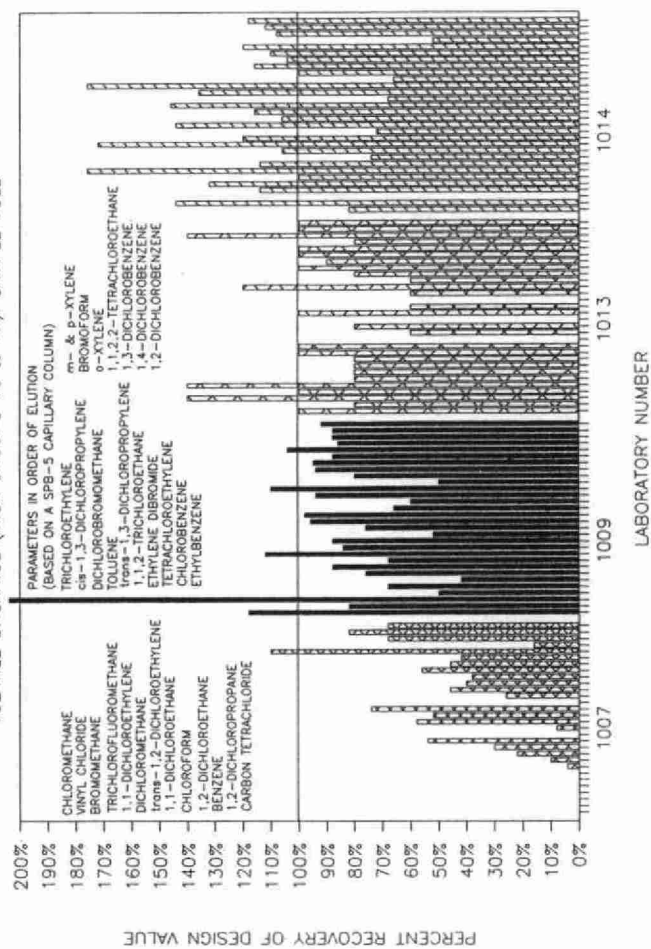 200%
190%
180%
170%
160%
150%
140%
130%
120%
110%
100%
90%
80%
70%
60%
50%
40%
30%
20%
10%
0%
PERCENT RECOVERY OF DESIGN VALUE
CHLOROMETHANE
VINYL CHLORIDE
BROMOMETHANE
TRICHLOROFLUROMETHANE
1,1-DICHLOROETHYLENE
DICHLOROMETHANE
trans-1,2-DICHLOROETHYLENE
1,1-DICHLOROETHANE
CHLOROFORM
1,2-DICHLOROETHANE
BENZENE
1,2-DICHLOROPROPANE
CARBON TETRACHLORIDE
PARAMETERS IN ORDER OF ELUTION
(BASED ON A SPB-5 CAPILLARY COLUMN)
TRICHLOROETHYLENE
cis-1,3-DICHLOROPROPYLENE
DICHLOROBROMOMETHANE
TOLUENE
trans-1,3-DICHLOROPROPYLENE
1,1,2-TRICHLOROETHANE
ETHYLENE DIBROMIDE
TETRACHLOROETHYLENE
CHLOROBENZENE
ETHYLBENZENE
m- & p-XYLENE
BROMOFORM
o-XYLENE
1,1,2,2-TETRACHLOROETHANE
1,3-DICHLOROBENZENE
1,4-DICHLOROBENZENE
1,2-DICHLOROBENZENE
1007
1009
1013
1014
LABORATORY NUMBER